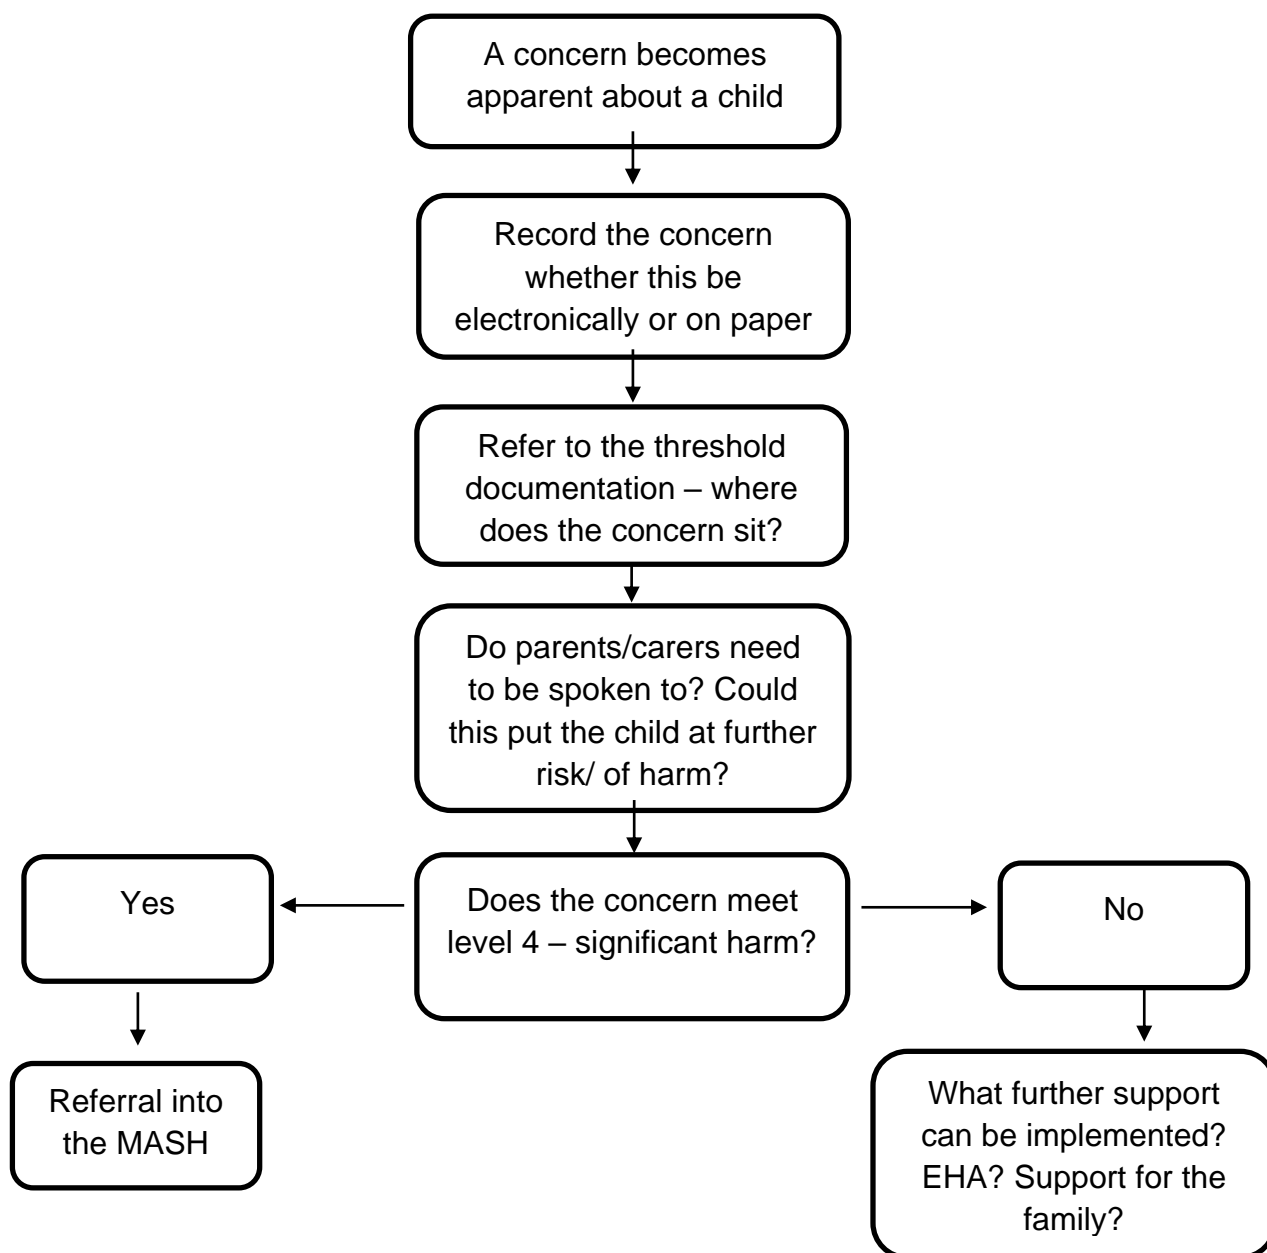 A concern becomes
apparent about a child
Record the concern
whether this be
electronically or on paper
Refer to the threshold
documentation – where
does the concern sit?
Do parents/carers need
to be spoken to? Could
this put the child at further
risk/ of harm?
Does the concern meet
level 4 – significant harm?
Yes
No
Referral into
the MASH
What further support
can be implemented?
EHA? Support for the
family?